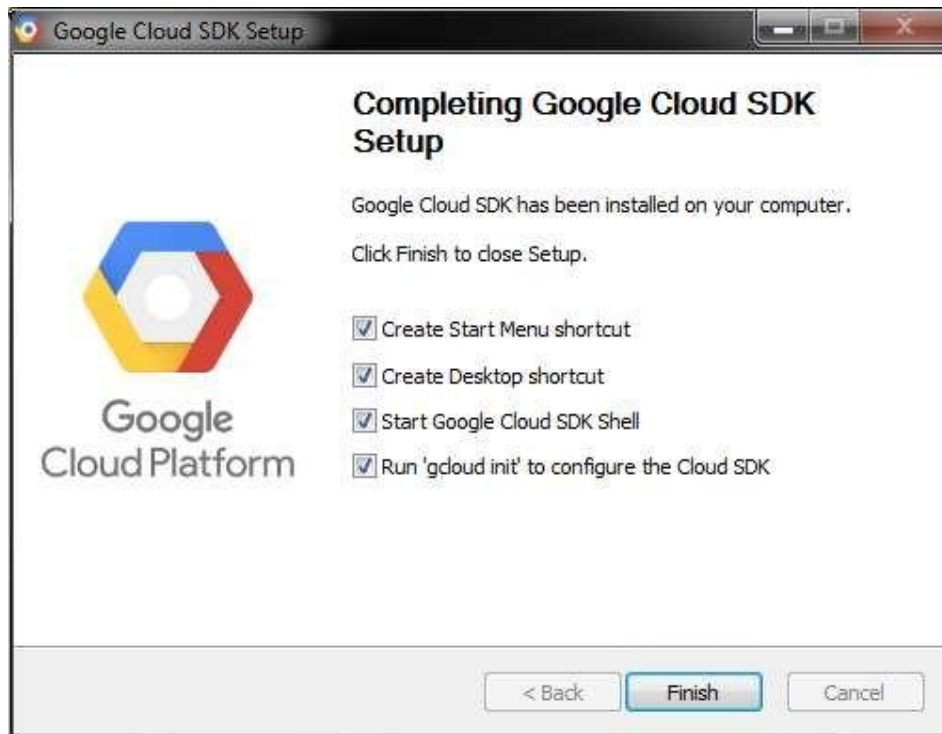 Google Cloud SDK Setup
Completing Google Cloud SDK
Setup
Google Cloud SDK has been installed on your computer.
Click Finish to close Setup.
Create Start Menu shortcut
Create Desktop shortcut
Start Google Cloud SDK Shell
Run 'gcloud init' to configure the Cloud SDK
Google
Cloud Platform
< Back Finish Cancel